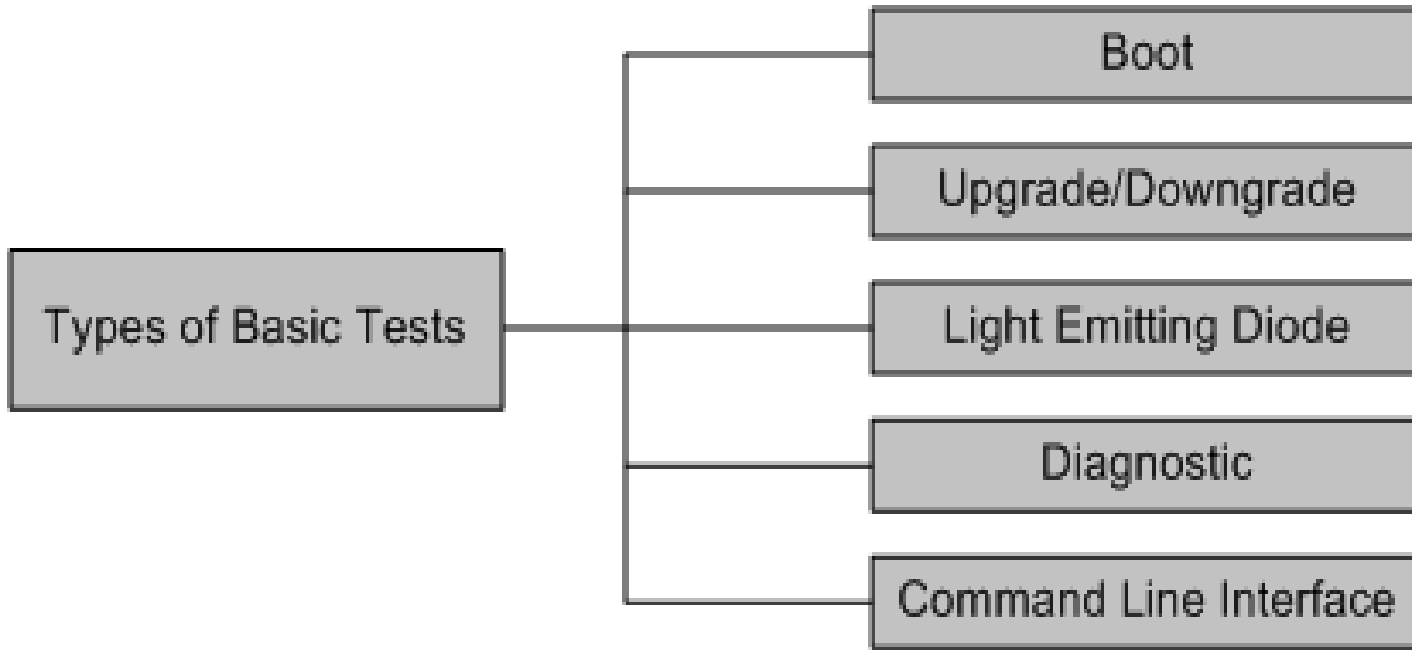 Types of Basic Tests
Boot
Upgrade/Downgrade
Light Emitting Diode
Diagnostic
Command Line Interface